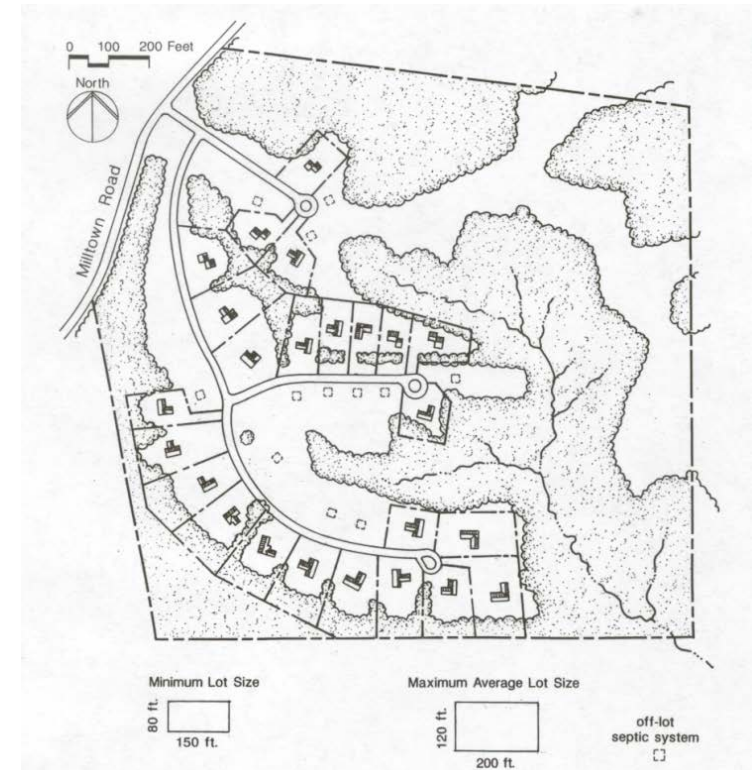 0 100 200 Feet
North
Milltown Road
Minimum Lot Size
80 ft.
150 ft.
Maximum Average Lot Size
120 ft.
200 ft.
off-lot
septic system